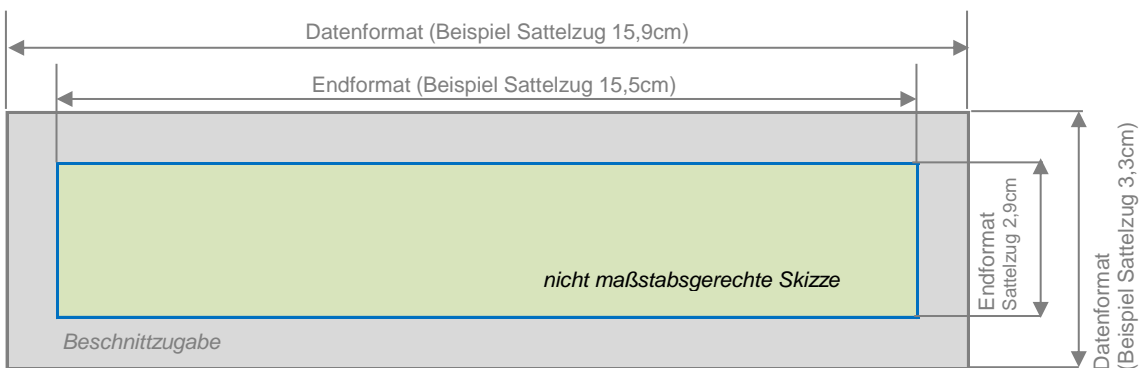 Datenformat (Beispiel Sattelzug 15,9cm)
Endformat (Beispiel Sattelzug 15,5cm)
nicht maßstabsgerechte Skizze
Beschnittzugabe
Endformat
Sattelzug 2,9cm
Datenformat
(Beispiel Sattelzug 3,3cm)